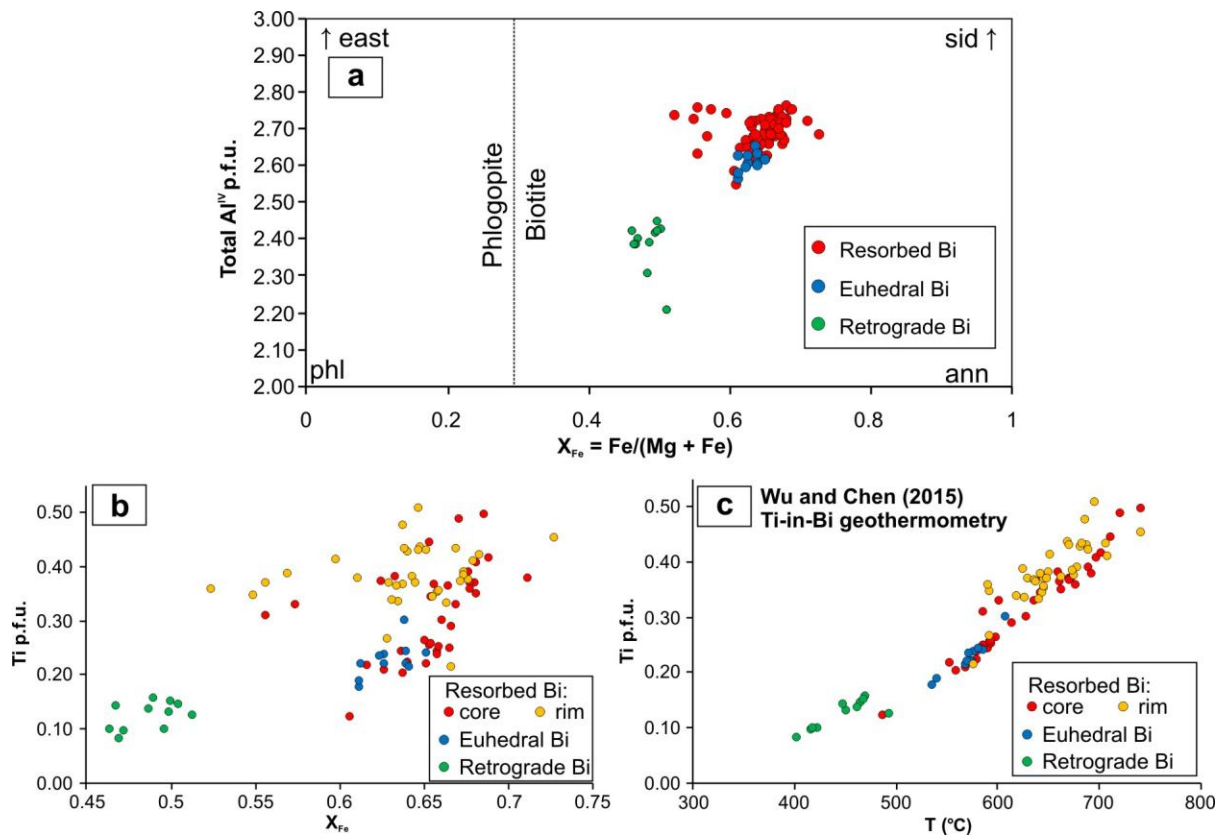 3.00
2.90
2.80
2.70
2.60
2.50
2.40
2.30
2.20
2.10
2.00
Total Al^IV p.f.u.
↑ east
sid ↑
a
Phlogopite
Biotite
Resorbed Bi
Euhedral Bi
Retrograde Bi
phl
ann
0 0.2 0.4 0.6 0.8 1
X_Fe = Fe/(Mg + Fe)
b
0.50
0.40
0.30
0.20
0.10
0.00
Ti p.f.u.
Resorbed Bi:
core rim
Euhedral Bi
Retrograde Bi
0.45 0.5 0.55 0.6 0.65 0.7 0.75
X_Fe
c Wu and Chen (2015)
Ti-in-Bi geothermometry
0.50
0.40
0.30
0.20
0.10
0.00
Ti p.f.u.
Resorbed Bi:
core rim
Euhedral Bi
Retrograde Bi
300 400 500 600 700 800
T (°C)